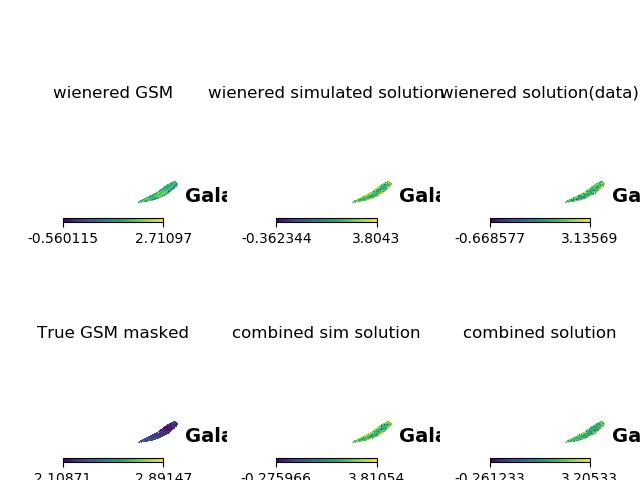 wienered GSM wienered simulated solution wienered solution(data)
Gala Gala Ga
-0.560115 2.71097 -0.362344 3.8043 -0.668577 3.13569
True GSM masked combined sim solution combined solution
Gala Gala Ga
2.10871 2.89147 -0.275966 3.81054 -0.261233 3.20533